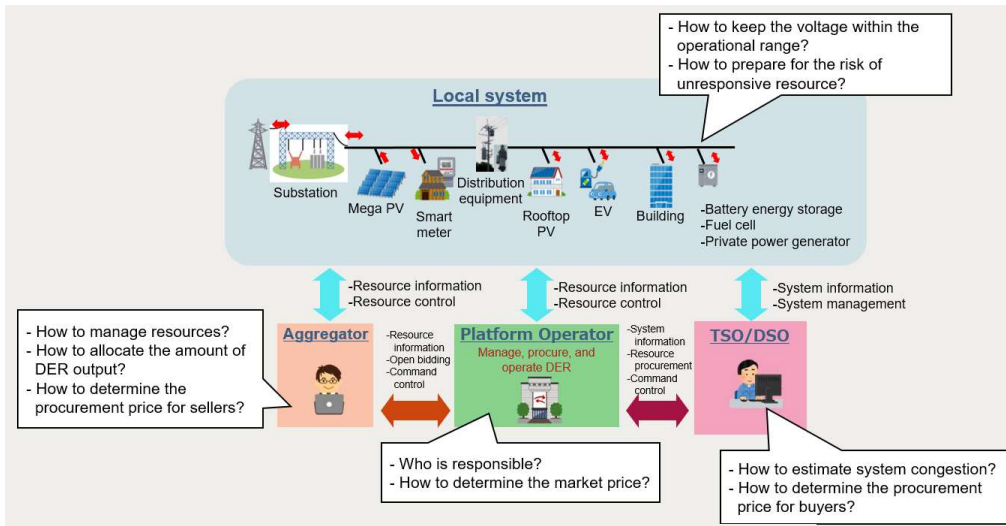 - How to keep the voltage within the
operational range?
- How to prepare for the risk of
unresponsive resource?
Local system
Substation
Mega PV
Smart
meter
Distribution
equipment
Rooftop
PV
EV
Building
-Battery energy storage
-Fuel cell
-Private power generator
-Resource information
-Resource control
-Resource information
-Resource control
-System information
-System management
- How to manage resources?
- How to allocate the amount of
DER output?
- How to determine the
procurement price for sellers?
Aggregator
-Resource
information
-Open bidding
-Command
control
Platform Operator
Manage, procure, and
operate DER
-System
information
-Resource
procurement
-Command
control
TSO/DSO
- Who is responsible?
- How to determine the market price?
- How to estimate system congestion?
- How to determine the procurement
price for buyers?